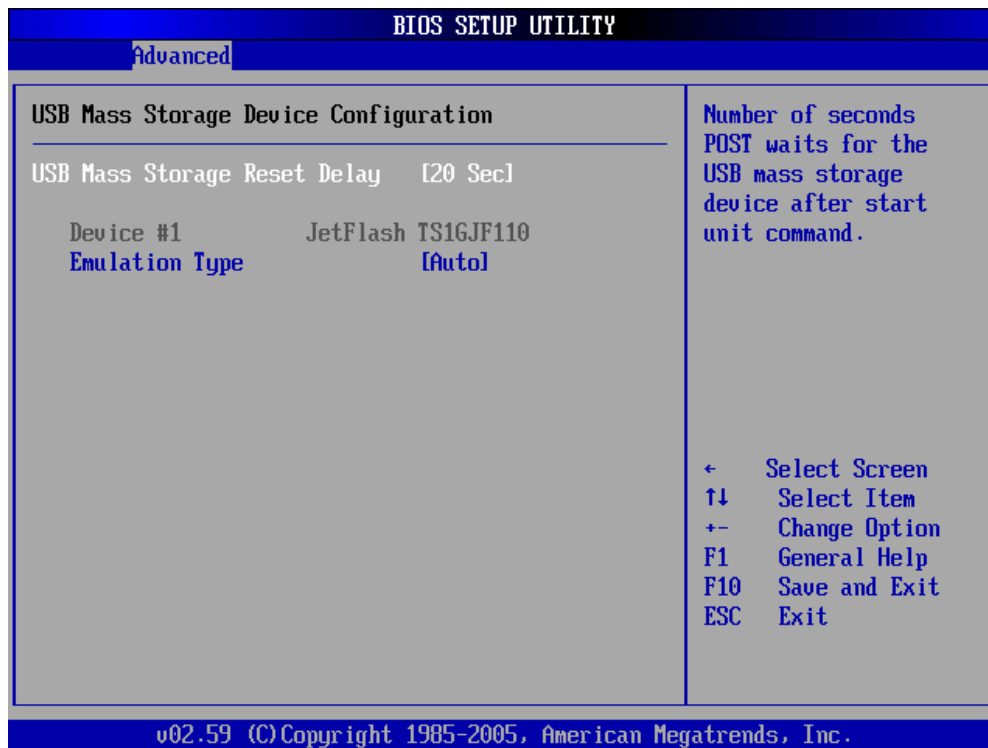 BIOS SETUP UTILITY
Advanced
USB Mass Storage Device Configuration
USB Mass Storage Reset Delay [20 Sec]
Device #1 JetFlash TS1GJF110
Emulation Type [Auto]
Number of seconds
POST waits for the
USB mass storage
device after start
unit command.
← Select Screen
↑↓ Select Item
+- Change Option
F1 General Help
F10 Save and Exit
ESC Exit
v02.59 (C)Copyright 1985-2005, American Megatrends, Inc.